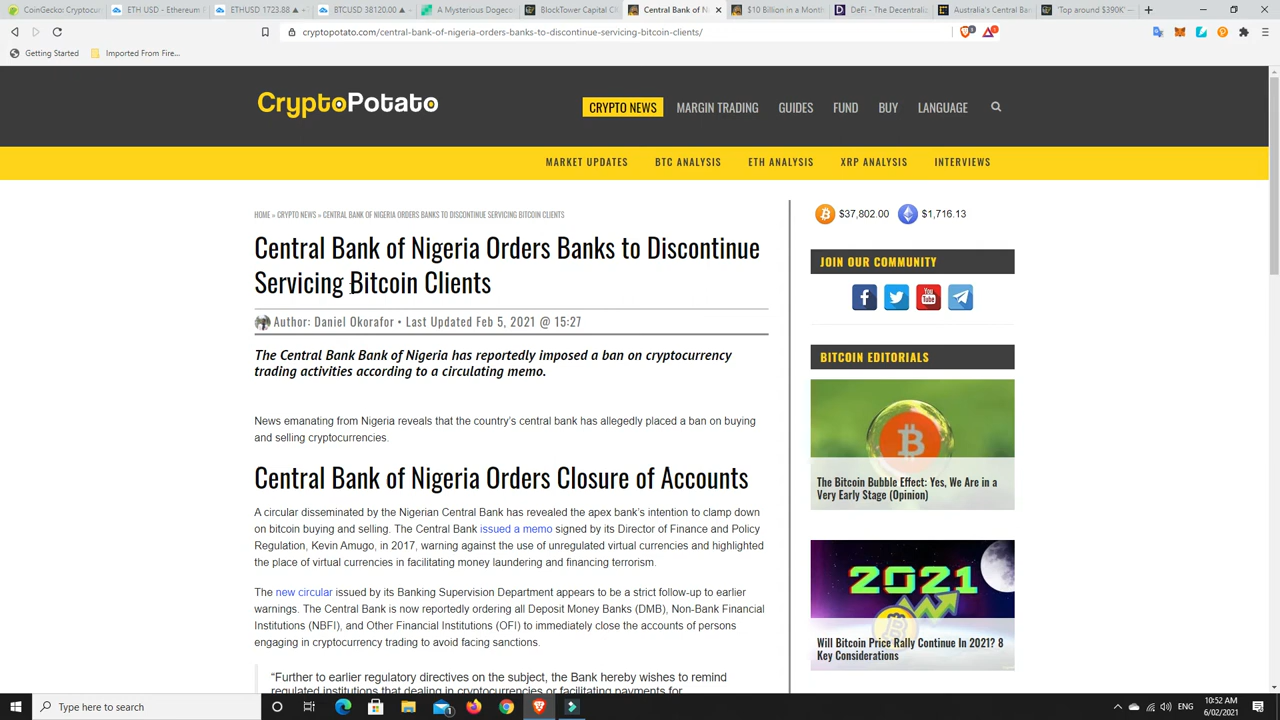 CoinGecko: Cryptocur
ETH USD - Ethereum
ETHUSD 1723.88 ▲
BTCUSD 38120.00 ▲
A Mysterious Dogeco
BlockTower Capital C
Central Bank of N
$10 Billion in a Month
DeFi - The Decentrali
Australia's Central Ban
'Top around $390K'
cryptopotato.com/central-bank-of-nigeria-orders-banks-to-discontinue-servicing-bitcoin-clients/
Getting Started
Imported From Fire...
CryptoPotato
CRYPTO NEWS
MARGIN TRADING
GUIDES
FUND
BUY
LANGUAGE
MARKET UPDATES
BTC ANALYSIS
ETH ANALYSIS
XRP ANALYSIS
INTERVIEWS
HOME » CRYPTO NEWS » CENTRAL BANK OF NIGERIA ORDERS BANKS TO DISCONTINUE SERVICING BITCOIN CLIENTS
Central Bank of Nigeria Orders Banks to Discontinue
Servicing Bitcoin Clients
Author: Daniel Okorafor • Last Updated Feb 5, 2021 @ 15:27
The Central Bank Bank of Nigeria has reportedly imposed a ban on cryptocurrency
trading activities according to a circulating memo.
News emanating from Nigeria reveals that the country's central bank has allegedly placed a ban on buying
and selling cryptocurrencies.
Central Bank of Nigeria Orders Closure of Accounts
A circular disseminated by the Nigerian Central Bank has revealed the apex bank's intention to clamp down
on bitcoin buying and selling. The Central Bank issued a memo signed by its Director of Finance and Policy
Regulation, Kevin Amugo, in 2017, warning against the use of unregulated virtual currencies and highlighted
the place of virtual currencies in facilitating money laundering and financing terrorism.
The new circular issued by its Banking Supervision Department appears to be a strict follow-up to earlier
warnings. The Central Bank is now reportedly ordering all Deposit Money Banks (DMB), Non-Bank Financial
Institutions (NBFI), and Other Financial Institutions (OFI) to immediately close the accounts of persons
engaging in cryptocurrency trading to avoid facing sanctions.
"Further to earlier regulatory directives on the subject, the Bank hereby wishes to remind
regulated institutions that dealing in cryptocurrencies or facilitating payments for
$37,802.00
$1,716.13
JOIN OUR COMMUNITY
You
Tube
BITCOIN EDITORIALS
The Bitcoin Bubble Effect: Yes, We Are in a
Very Early Stage (Opinion)
2021
Will Bitcoin Price Rally Continue In 2021? 8
Key Considerations
Type here to search
ENG
10:52 AM
6/02/2021